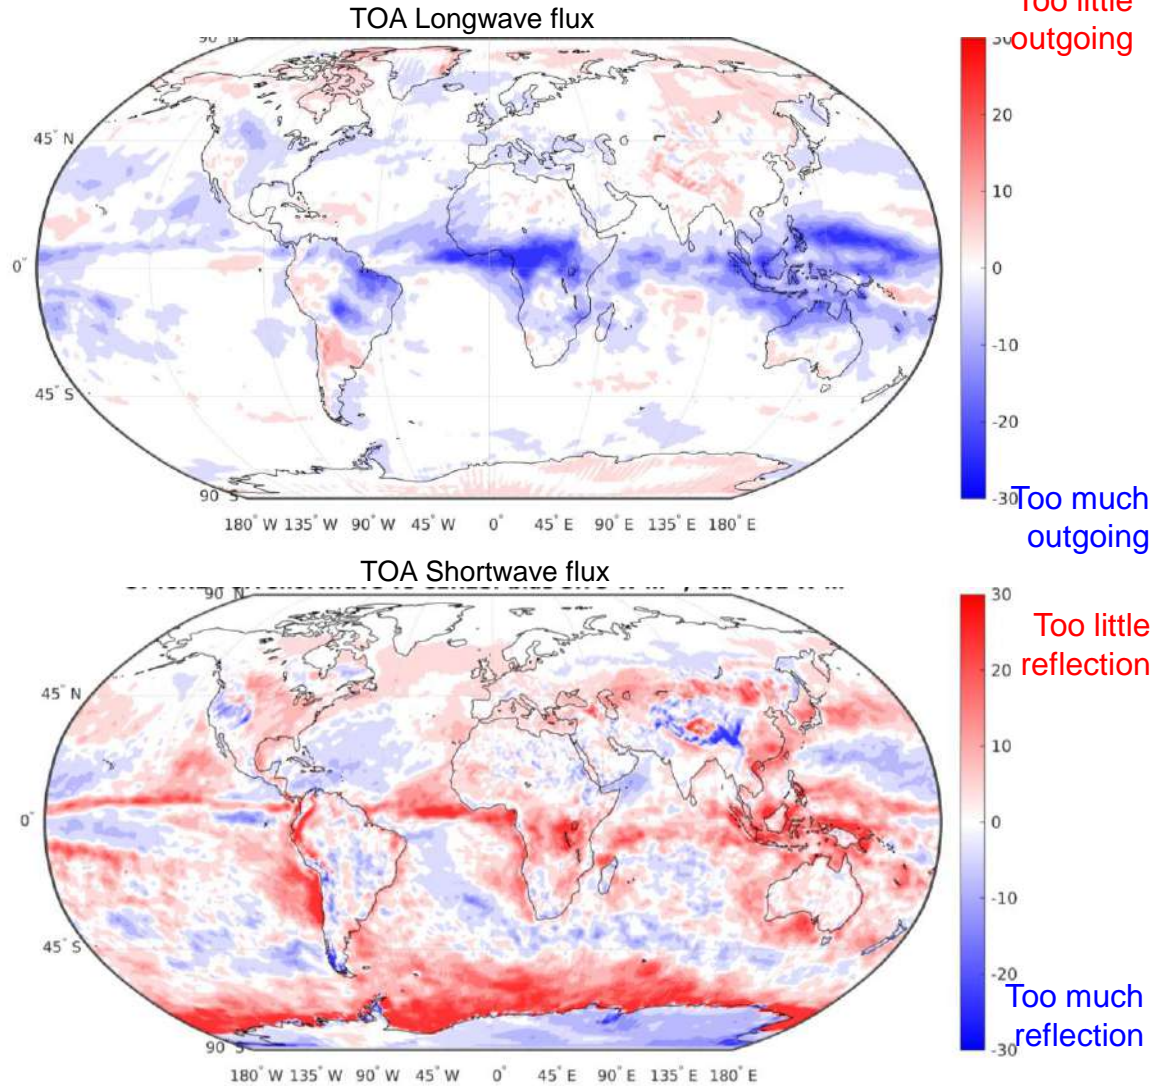 TOA Longwave flux
Too little
outgoing
90° N
45° N
0°
45° S
90° S
180° W 135° W 90° W 45° W 0° 45° E 90° E 135° E 180° E
30
20
10
0
-10
-20
-30
Too much
outgoing
TOA Shortwave flux
90° N
45° N
0°
45° S
90° S
180° W 135° W 90° W 45° W 0° 45° E 90° E 135° E 180° E
30
20
10
0
-10
-20
-30
Too little
reflection
Too much
reflection